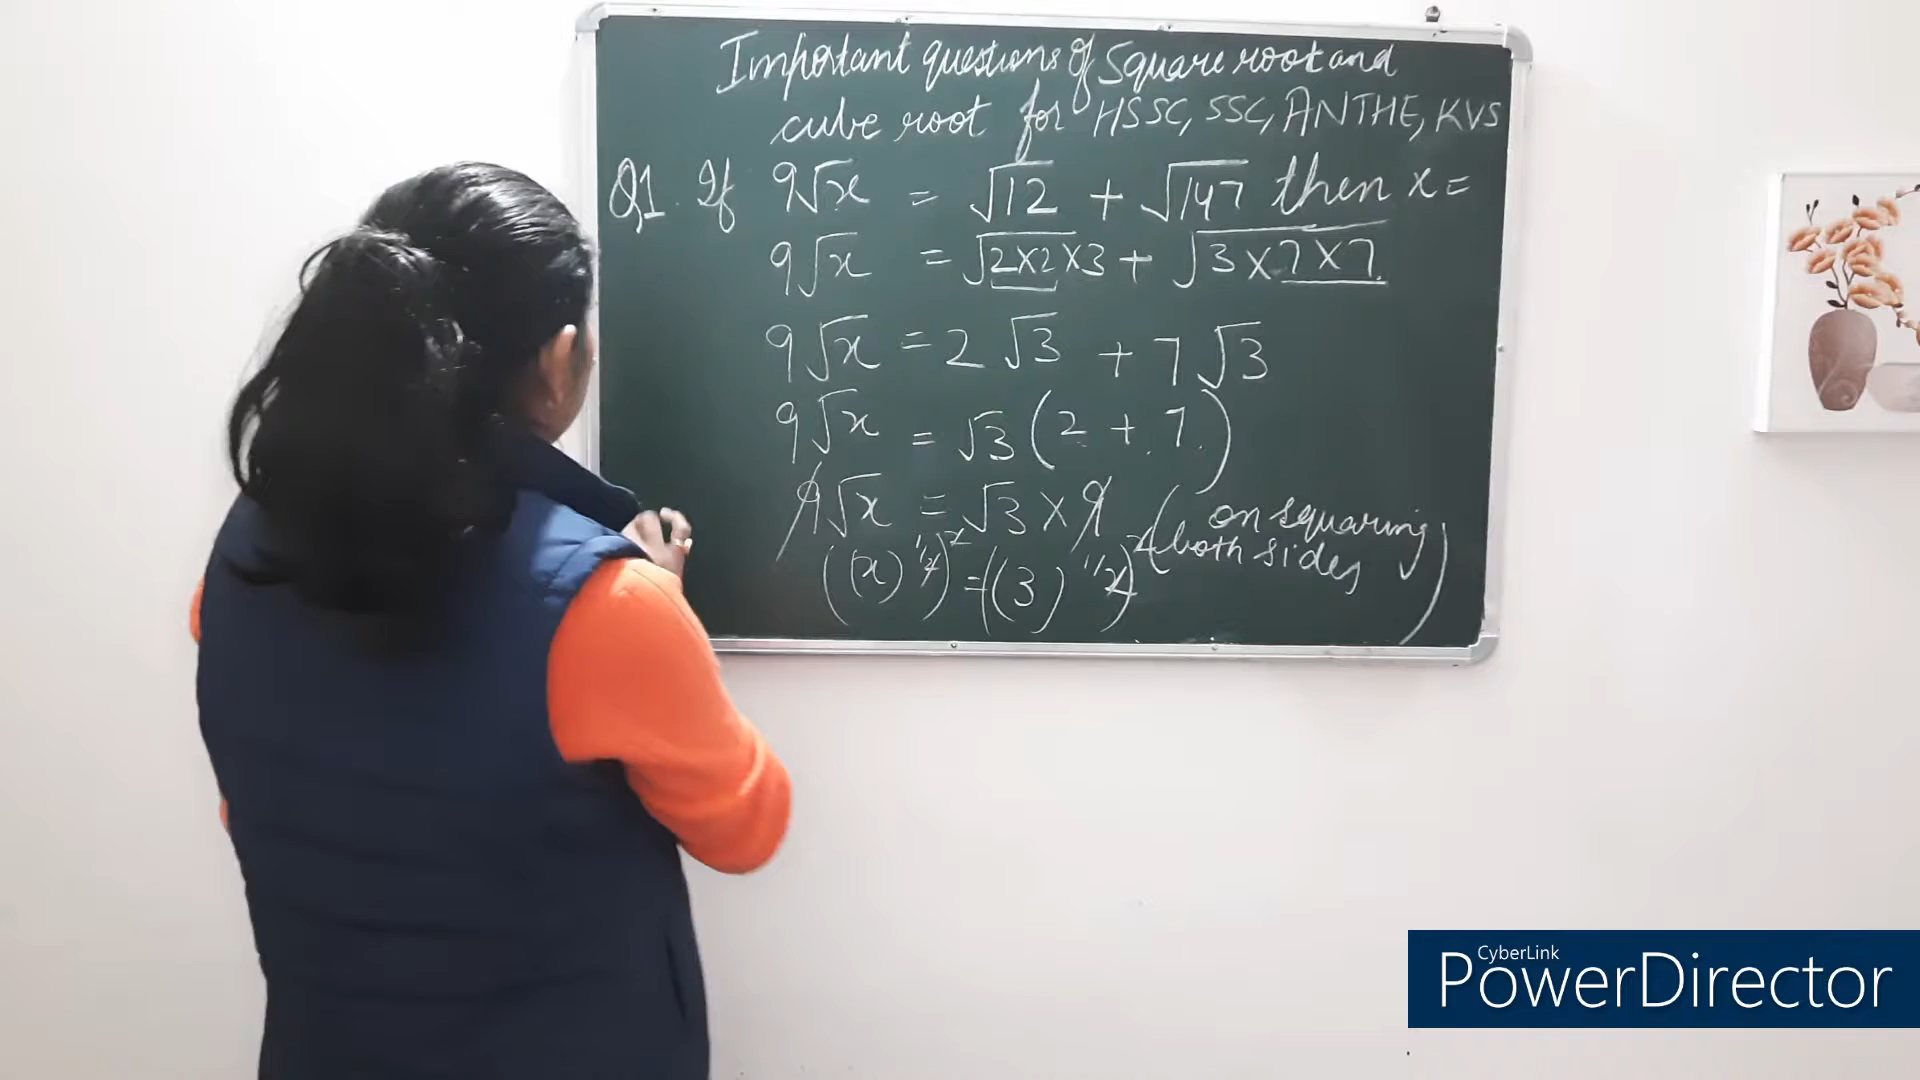 Important questions of Square root and
cube root for HSSC, SSC, ANTHE, KVS
Q1. If 9√x = √12 + √147 then x =
9√x = √2×2×3 + √3×7×7
9√x = 2√3 + 7√3
9√x = √3 (2 + 7)
9√x = √3 × 9 (on squaring
both sides)
((x)^1/2)^2 = ((3)^1/2)^2
CyberLink
PowerDirector